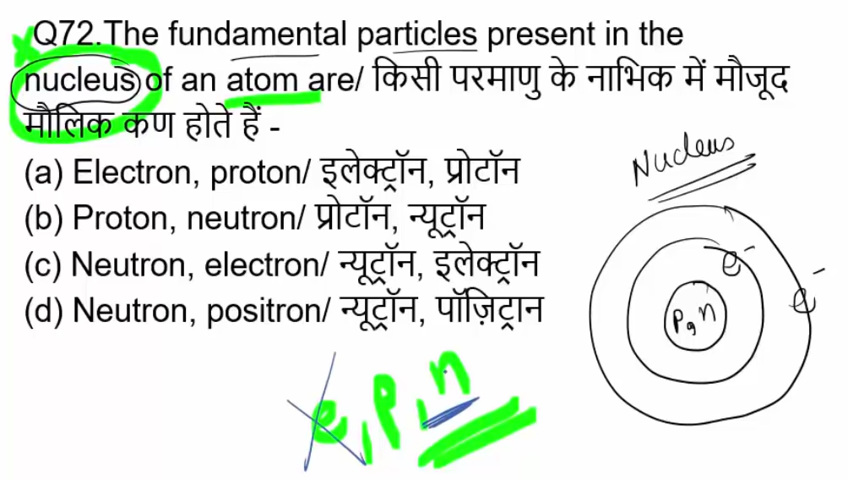 Q72.The fundamental particles present in the
nucleus of an atom are/ किसी परमाणु के नाभिक में मौजूद
मौलिक कण होते हैं -
(a) Electron, proton/ इलेक्ट्रॉन, प्रोटॉन
(b) Proton, neutron/ प्रोटॉन, न्यूट्रॉन
(c) Neutron, electron/ न्यूट्रॉन, इलेक्ट्रॉन
(d) Neutron, positron/ न्यूट्रॉन, पॉज़िट्रान
Nucleus
e-
e-
P, n
e, P, n